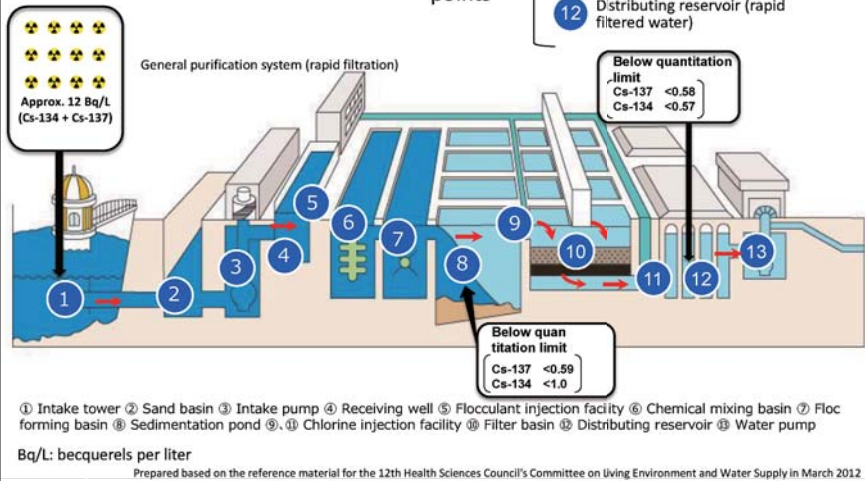 points
12 Distributing reservoir (rapid
filtered water)
Approx. 12 Bq/L
(Cs-134 + Cs-137)
General purification system (rapid filtration)
Below quantitation
limit
Cs-137 <0.58
Cs-134 <0.57
1
2
3
4
5
6
7
8
9
10
11
12
13
Below quan
titation limit
Cs-137 <0.59
Cs-134 <1.0
① Intake tower ② Sand basin ③ Intake pump ④ Receiving well ⑤ Flocculant injection facility ⑥ Chemical mixing basin ⑦ Floc
forming basin ⑧ Sedimentation pond ⑨、⑪ Chlorine injection facility ⑩ Filter basin ⑫ Distributing reservoir ⑬ Water pump
Bq/L: becquerels per liter
Prepared based on the reference material for the 12th Health Sciences Council's Committee on Living Environment and Water Supply in March 2012